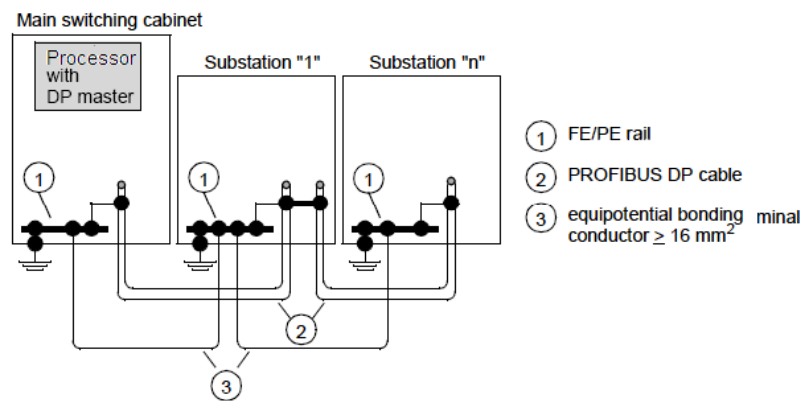 Main switching cabinet
Processor
with
DP master
Substation "1"
Substation "n"
1
1
1
1 FE/PE rail
2 PROFIBUS DP cable
3 equipotential bonding minal
conductor ≥ 16 mm²
2
3